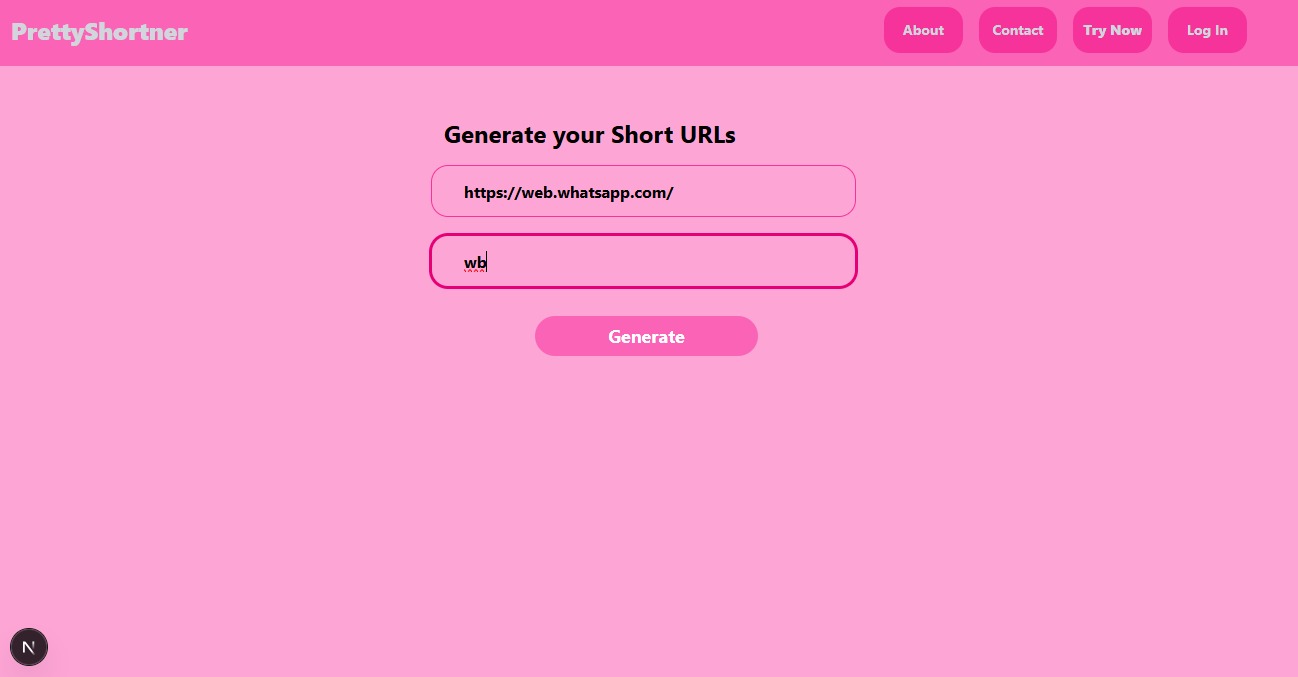 PrettyShortner
About
Contact
Try Now
Log In
Generate your Short URLs
https://web.whatsapp.com/
wb
Generate
N